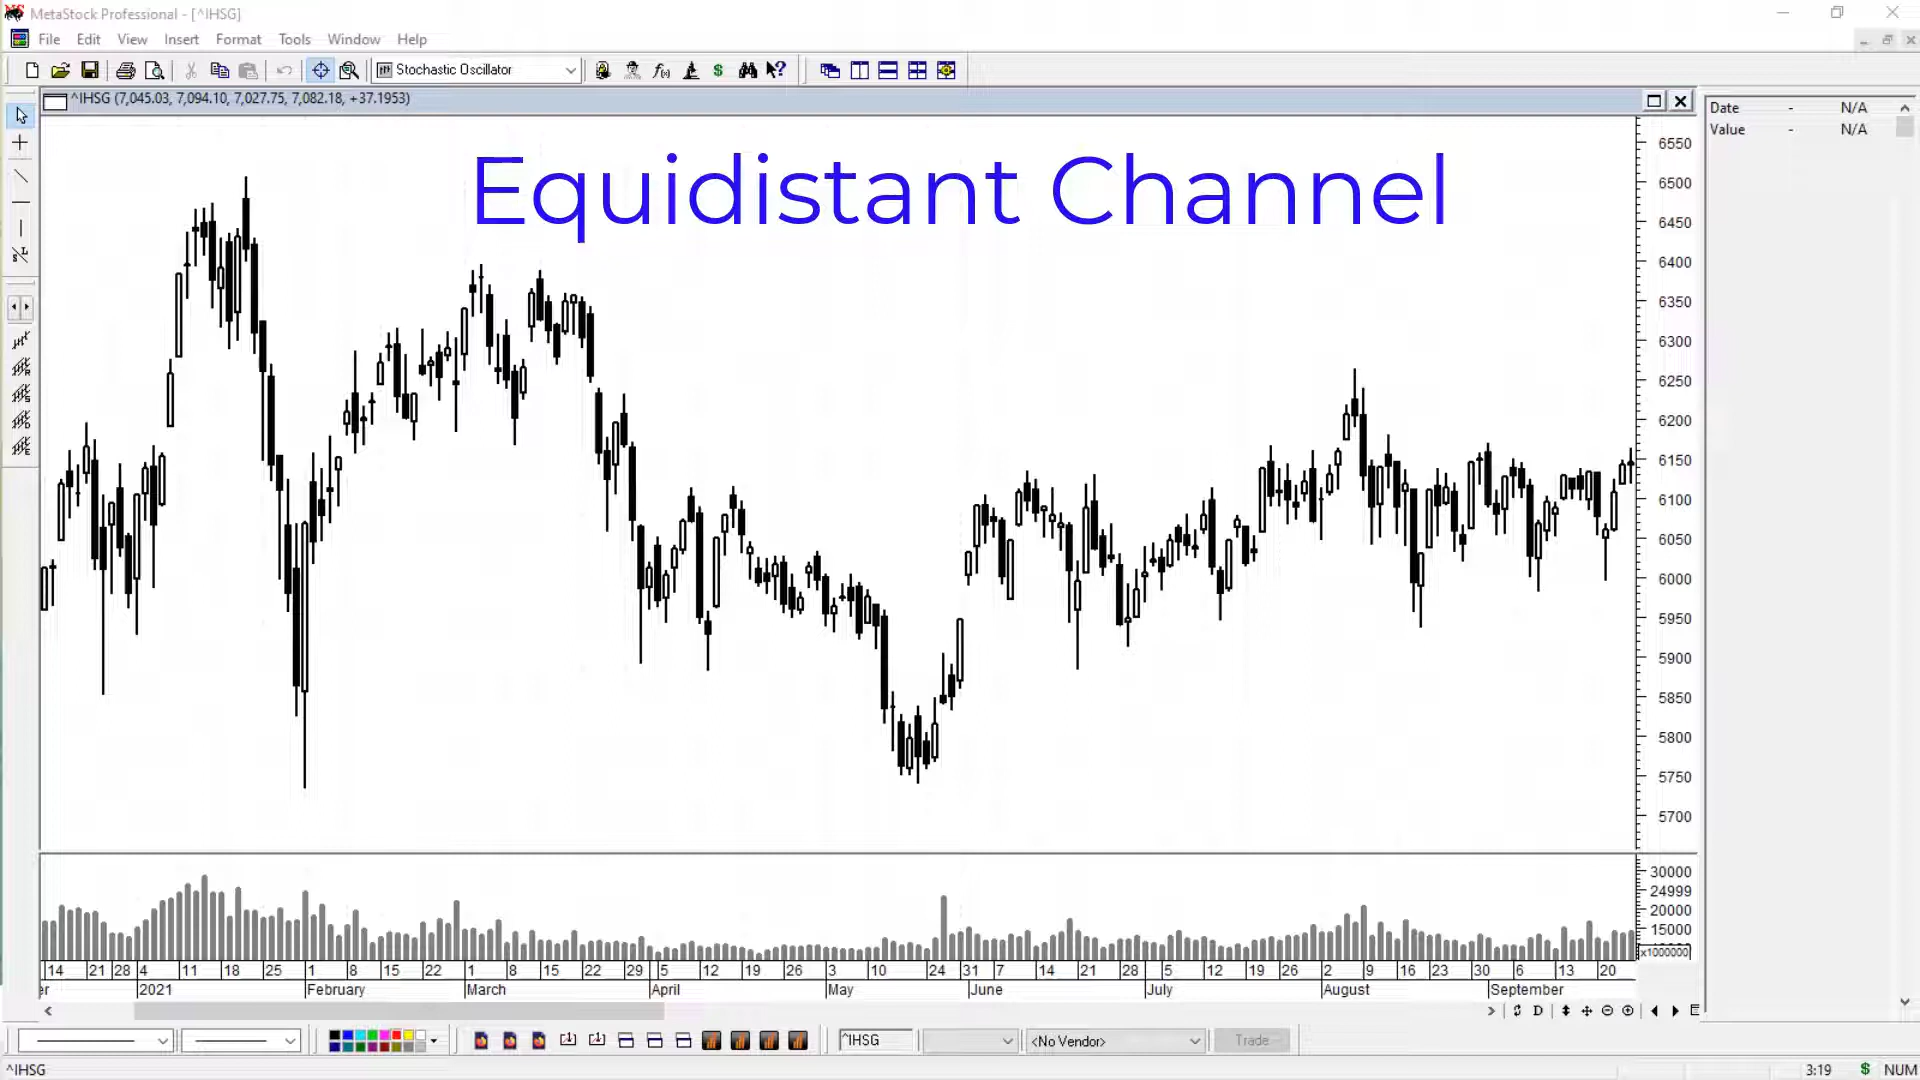 MetaStock Professional - [^IHSG]
File Edit View Insert Format Tools Window Help
Stochastic Oscillator
^IHSG (7,045.03, 7,094.10, 7,027.75, 7,082.18, +37.1953)
Date - N/A
Value - N/A
Equidistant Channel
6550
6500
6450
6400
6350
6300
6250
6200
6150
6100
6050
6000
5950
5900
5850
5800
5750
5700
30000
24999
20000
15000
x1000000
14 21 28 4 11 18 25 1 8 15 22 1 8 15 22 29 5 12 19 26 3 10 24 31 7 14 21 28 5 12 19 26 2 9 16 23 30 6 13 20
er 2021 February March April May June July August September
D
^IHSG <No Vendor> Trade
^IHSG 3:19 $ NUM